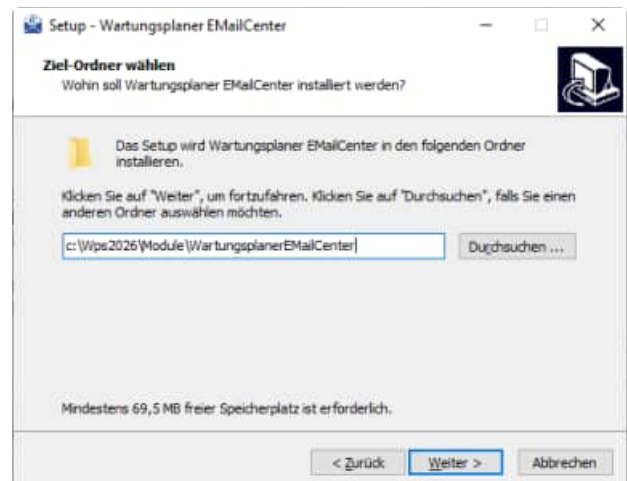 Setup - Wartungsplaner EMailCenter
Ziel-Ordner wählen
Wohin soll Wartungsplaner EMailCenter installiert werden?
Das Setup wird Wartungsplaner EMailCenter in den folgenden Ordner
installieren.
Klicken Sie auf "Weiter", um fortzufahren. Klicken Sie auf "Durchsuchen", falls Sie einen
anderen Ordner auswählen möchten.
c:\Wps2026\Module\WartungsplanerEMailCenter
Durchsuchen ...
Mindestens 69,5 MB freier Speicherplatz ist erforderlich.
< Zurück
Weiter >
Abbrechen